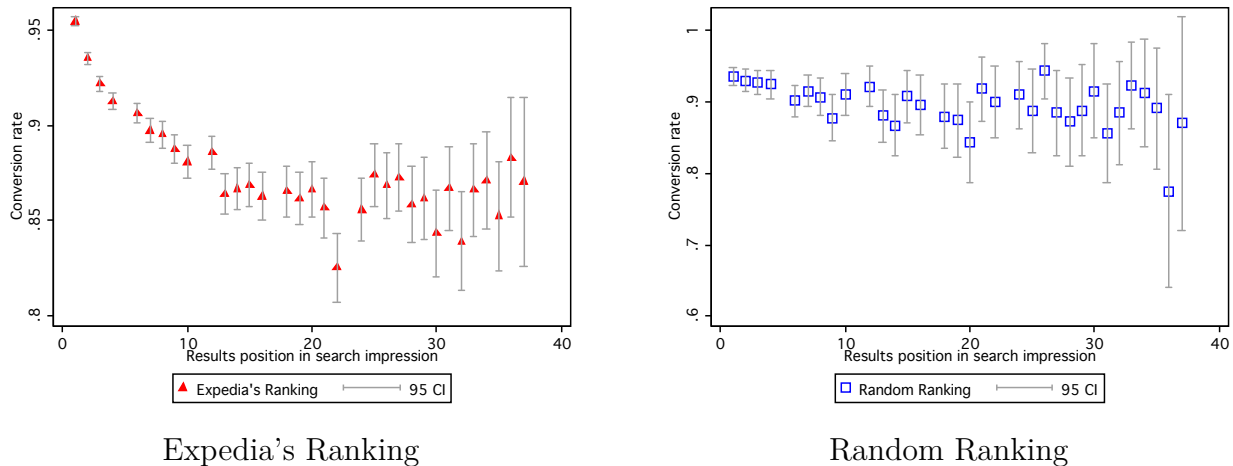 .95
.9
.85
.8
Conversion rate
0 10 20 30 40
Results position in search impression
Expedia's Ranking 95 CI
Expedia's Ranking
1
.9
.8
.7
.6
Conversion rate
0 10 20 30 40
Results position in search impression
Random Ranking 95 CI
Random Ranking